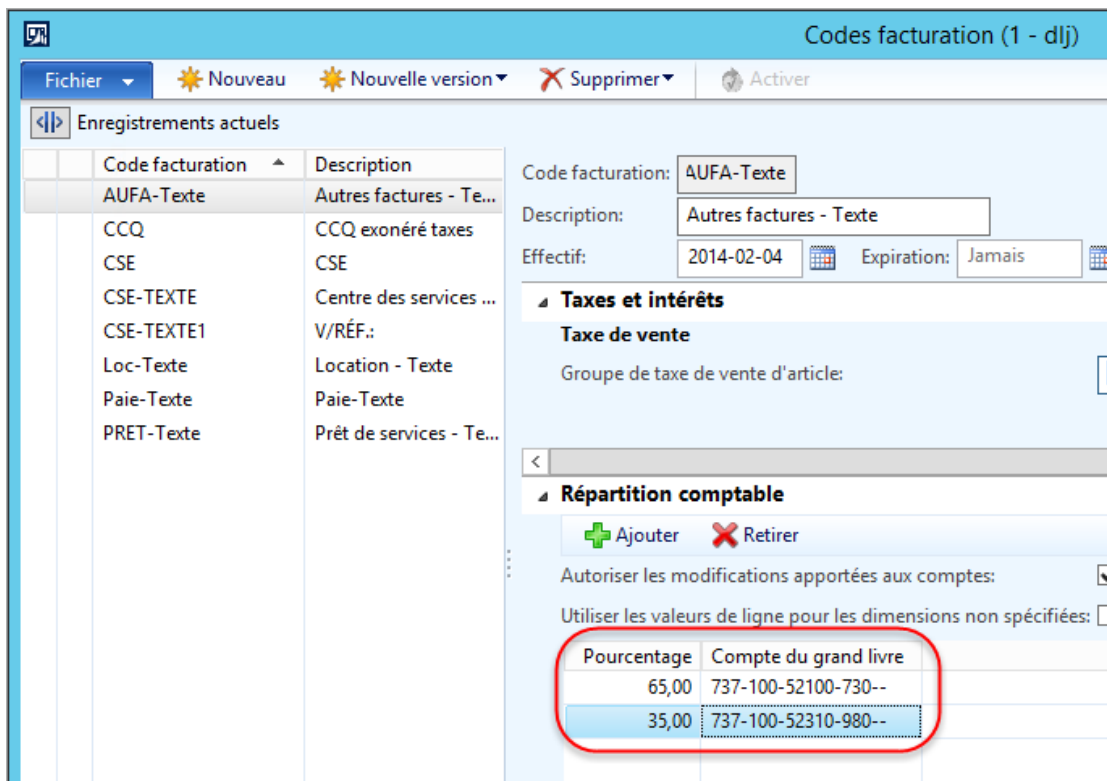 Codes facturation (1 - dlj)
Fichier Nouveau Nouvelle version Supprimer Activer
Enregistrements actuels
Code facturation Description
AUFA-Texte Autres factures - Te...
CCQ CCQ exonéré taxes
CSE CSE
CSE-TEXTE Centre des services ...
CSE-TEXTE1 V/RÉF.:
Loc-Texte Location - Texte
Paie-Texte Paie-Texte
PRET-Texte Prêt de services - Te...
Code facturation: AUFA-Texte
Description: Autres factures - Texte
Effectif: 2014-02-04 Expiration: Jamais
Taxes et intérêts
Taxe de vente
Groupe de taxe de vente d'article:
Répartition comptable
Ajouter Retirer
Autoriser les modifications apportées aux comptes:
Utiliser les valeurs de ligne pour les dimensions non spécifiées:
Pourcentage Compte du grand livre
65,00 737-100-52100-730--
35,00 737-100-52310-980--